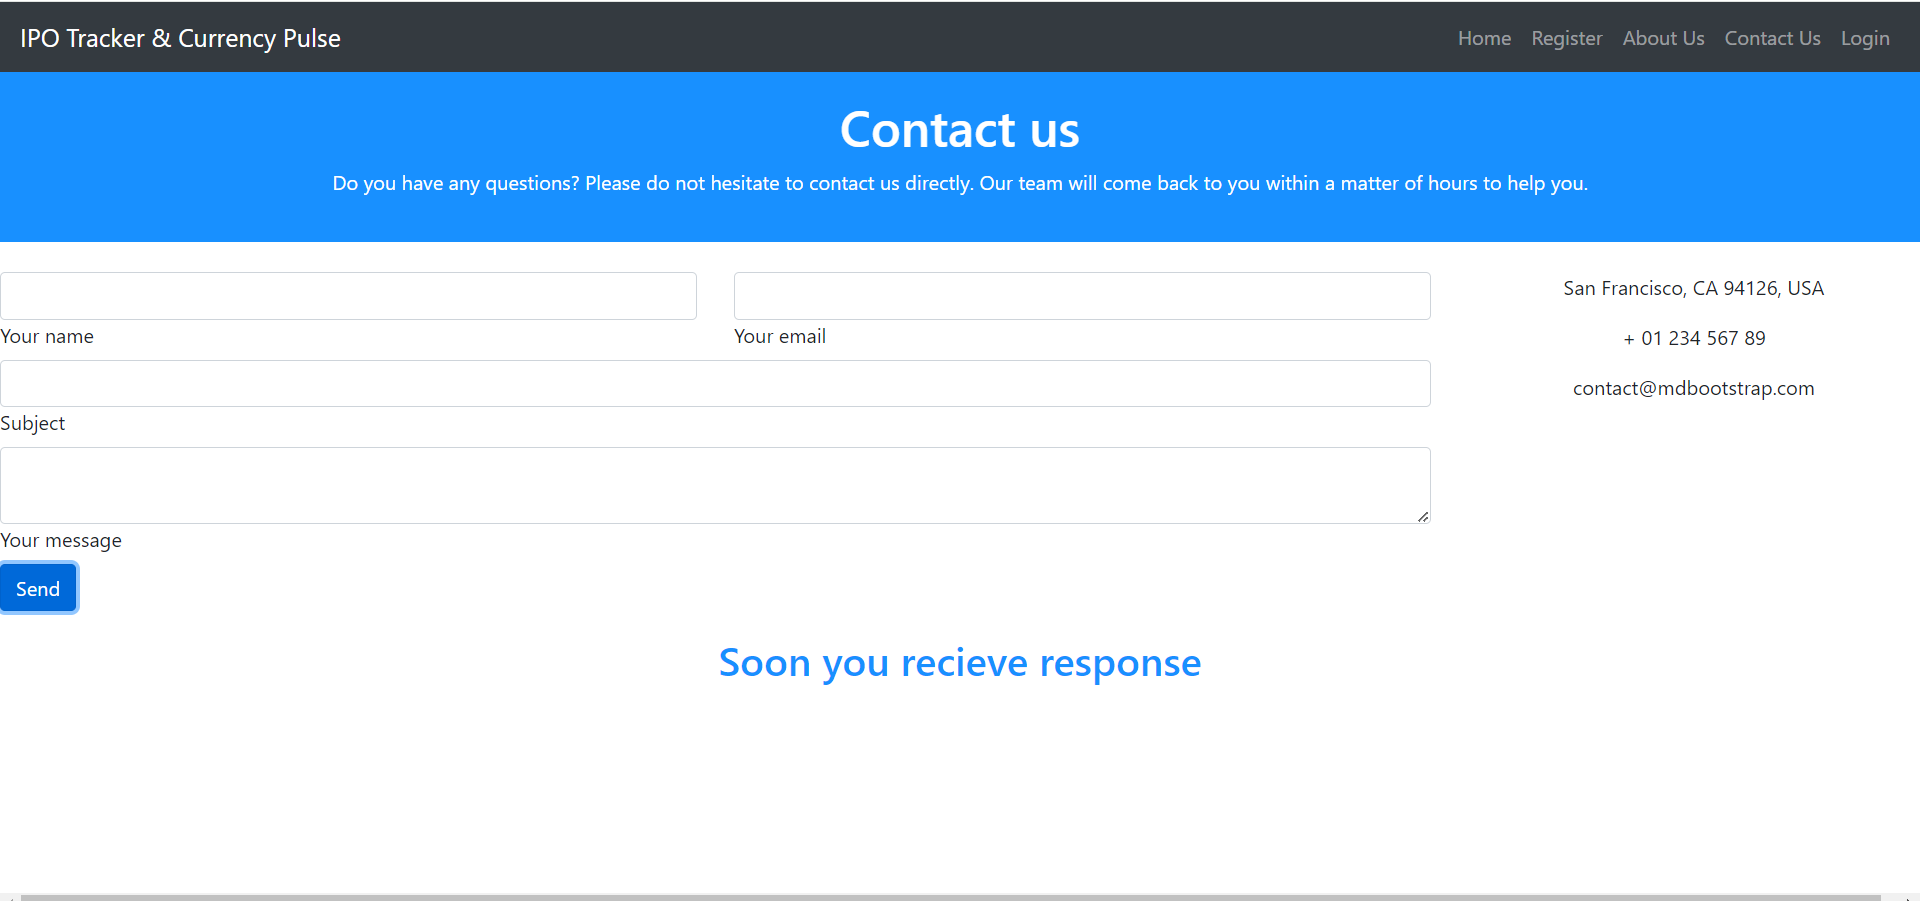 IPO Tracker & Currency Pulse
Home Register About Us Contact Us Login
Contact us
Do you have any questions? Please do not hesitate to contact us directly. Our team will come back to you within a matter of hours to help you.
Your name
Your email
Subject
Your message
Send
San Francisco, CA 94126, USA
+ 01 234 567 89
contact@mdbootstrap.com
Soon you recieve response